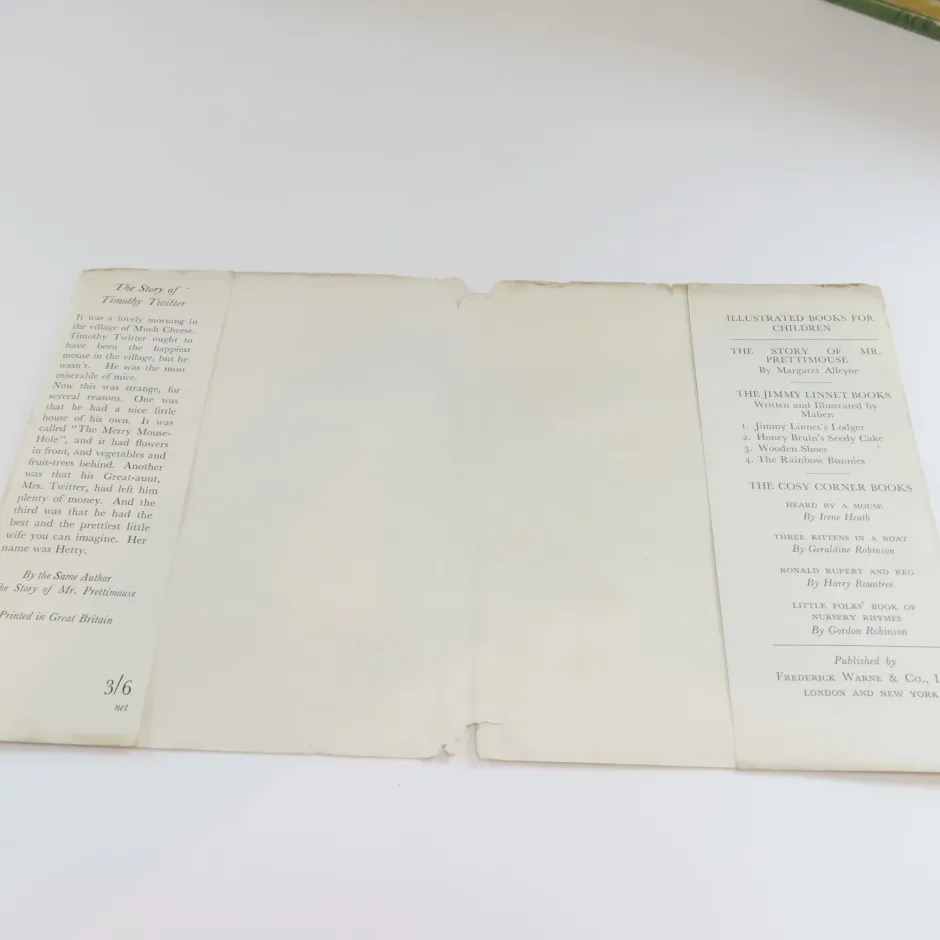 The Story of
Timothy Twitter
It was a lovely morning in
the village of Much Cheese.
Timothy Twitter ought to
have been the happiest
mouse in the village, but he
wasn't. He was the most
miserable of mice.
Now this was strange, for
several reasons. One was
that he had a nice little
house of his own. It was
called "The Merry Mouse-
Hole", and it had flowers
in front, and vegetables and
fruit-trees behind. Another
was that his Great-aunt,
Mrs. Twitter, had left him
plenty of money. And the
third was that he had the
best and the prettiest little
wife you can imagine. Her
name was Hetty.
By the Same Author
The Story of Mr. Prettimouse
Printed in Great Britain
3/6
net
ILLUSTRATED BOOKS FOR
CHILDREN
THE STORY OF MR.
PRETTIMOUSE
By Margaret Alleyne
THE JIMMY LINNET BOOKS
Written and Illustrated by
Maben
1. Jimmy Linnet's Lodger
2. Honey Bruin's Seedy Cake
3. Wooden Shoes
4. The Rainbow Bunnies
THE COSY CORNER BOOKS
HEARD BY A MOUSE
By Irene Heath
THREE KITTENS IN A BOAT
By Geraldine Robinson
RONALD RUPERT AND REG
By Harry Rountree
LITTLE FOLKS' BOOK OF
NURSERY RHYMES
By Gordon Robinson
Published by
FREDERICK WARNE & CO.,
LONDON AND NEW YORK